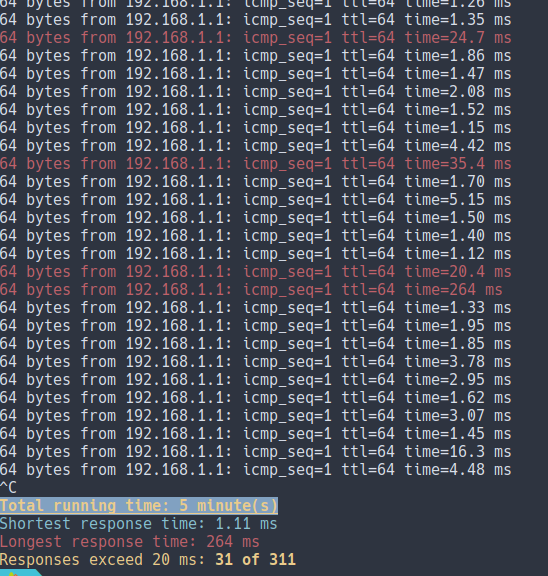 64 bytes from 192.168.1.1: icmp_seq=1 ttl=64 time=1.26 ms
64 bytes from 192.168.1.1: icmp_seq=1 ttl=64 time=1.35 ms
64 bytes from 192.168.1.1: icmp_seq=1 ttl=64 time=24.7 ms
64 bytes from 192.168.1.1: icmp_seq=1 ttl=64 time=1.86 ms
64 bytes from 192.168.1.1: icmp_seq=1 ttl=64 time=1.47 ms
64 bytes from 192.168.1.1: icmp_seq=1 ttl=64 time=2.08 ms
64 bytes from 192.168.1.1: icmp_seq=1 ttl=64 time=1.52 ms
64 bytes from 192.168.1.1: icmp_seq=1 ttl=64 time=1.15 ms
64 bytes from 192.168.1.1: icmp_seq=1 ttl=64 time=4.42 ms
64 bytes from 192.168.1.1: icmp_seq=1 ttl=64 time=35.4 ms
64 bytes from 192.168.1.1: icmp_seq=1 ttl=64 time=1.70 ms
64 bytes from 192.168.1.1: icmp_seq=1 ttl=64 time=5.15 ms
64 bytes from 192.168.1.1: icmp_seq=1 ttl=64 time=1.50 ms
64 bytes from 192.168.1.1: icmp_seq=1 ttl=64 time=1.40 ms
64 bytes from 192.168.1.1: icmp_seq=1 ttl=64 time=1.12 ms
64 bytes from 192.168.1.1: icmp_seq=1 ttl=64 time=20.4 ms
64 bytes from 192.168.1.1: icmp_seq=1 ttl=64 time=264 ms
64 bytes from 192.168.1.1: icmp_seq=1 ttl=64 time=1.33 ms
64 bytes from 192.168.1.1: icmp_seq=1 ttl=64 time=1.95 ms
64 bytes from 192.168.1.1: icmp_seq=1 ttl=64 time=1.85 ms
64 bytes from 192.168.1.1: icmp_seq=1 ttl=64 time=3.78 ms
64 bytes from 192.168.1.1: icmp_seq=1 ttl=64 time=2.95 ms
64 bytes from 192.168.1.1: icmp_seq=1 ttl=64 time=1.62 ms
64 bytes from 192.168.1.1: icmp_seq=1 ttl=64 time=3.07 ms
64 bytes from 192.168.1.1: icmp_seq=1 ttl=64 time=1.45 ms
64 bytes from 192.168.1.1: icmp_seq=1 ttl=64 time=16.3 ms
64 bytes from 192.168.1.1: icmp_seq=1 ttl=64 time=4.48 ms
^C
Total running time: 5 minute(s)
Shortest response time: 1.11 ms
Longest response time: 264 ms
Responses exceed 20 ms: 31 of 311